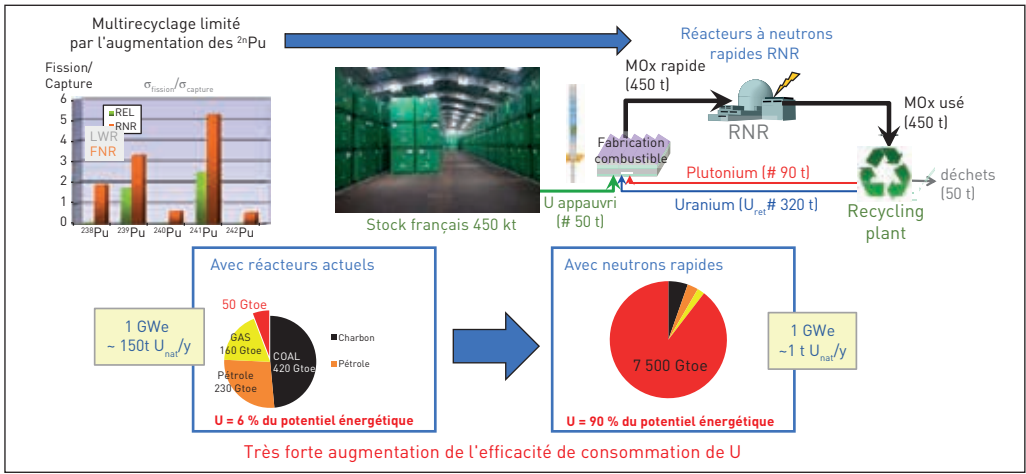 Multirecyclage limité
par l'augmentation des ²ⁿPu
Réacteurs à neutrons
rapides RNR
Fission/
Capture
σfission/σcapture
6
5
4
3
2
1
0
REL
RNR
LWR
FNR
²³⁸Pu
²³⁹Pu
²⁴⁰Pu
²⁴¹Pu
²⁴²Pu
Stock français 450 kt
MOx rapide
(450 t)
RNR
MOx usé
(450 t)
Fabrication
combustible
Plutonium (# 90 t)
U appauvri
(# 50 t)
Uranium (Uret# 320 t)
déchets
(50 t)
Recycling
plant
Avec réacteurs actuels
50 Gtoe
GAS
160 Gtoe
COAL
420 Gtoe
Pétrole
230 Gtoe
Charbon
Pétrole
U = 6 % du potentiel énergétique
1 GWe
~ 150t Unat/y
Avec neutrons rapides
7 500 Gtoe
U = 90 % du potentiel énergétique
1 GWe
~1 t Unat/y
Très forte augmentation de l'efficacité de consommation de U